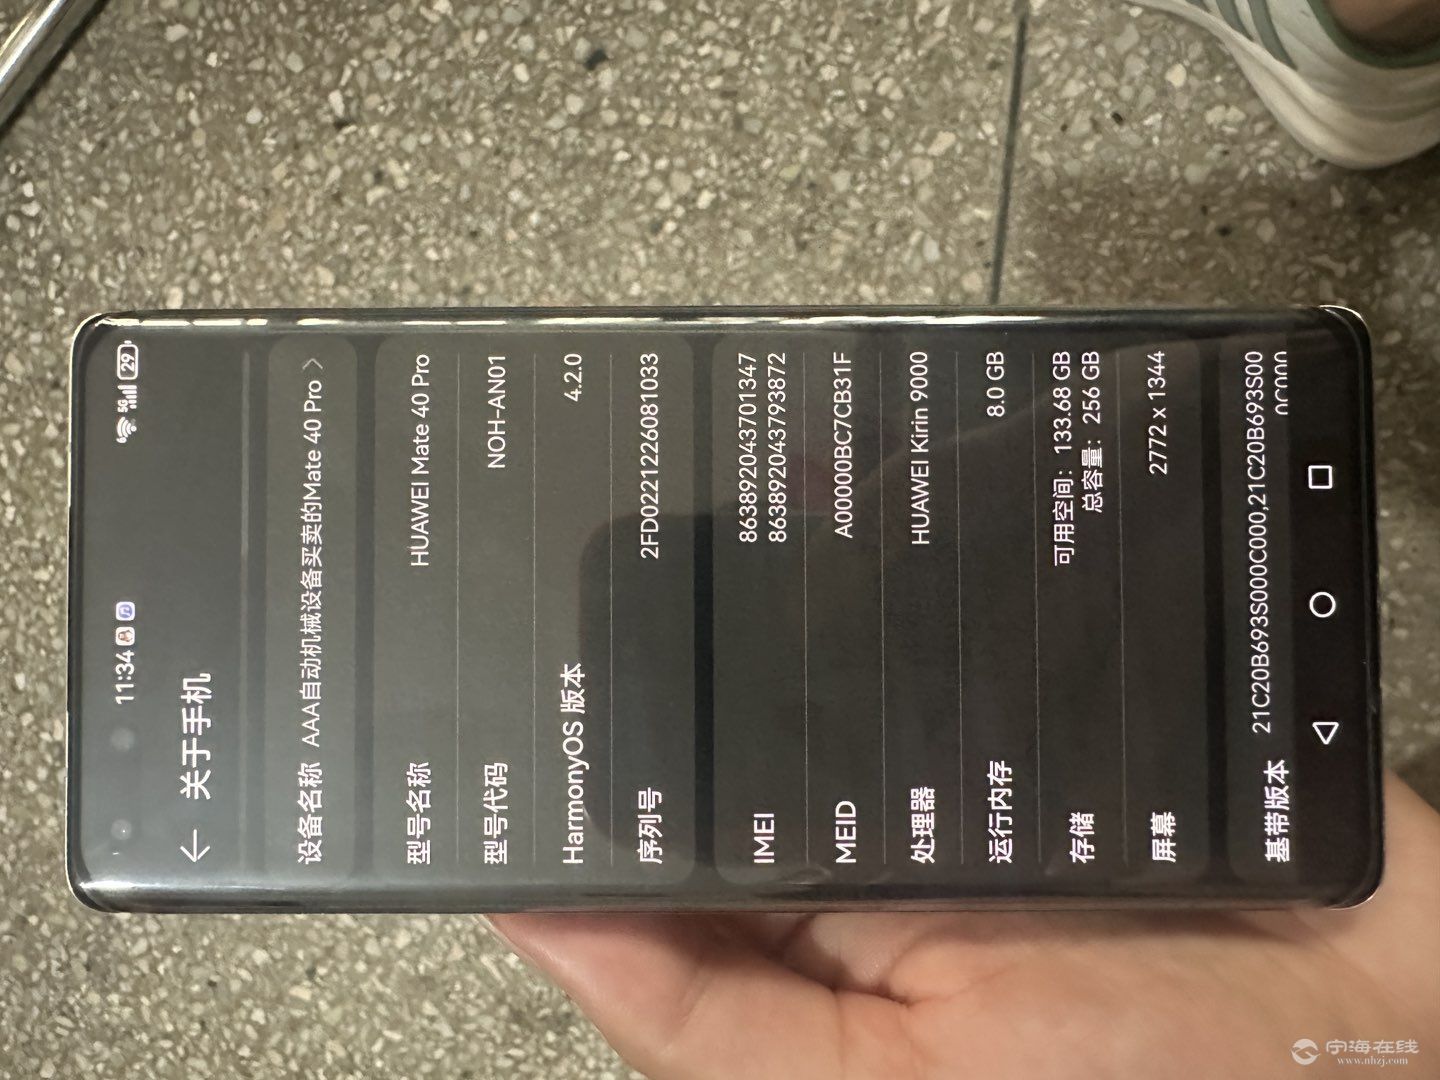 11:34 5G 29
← 关于手机
设备名称 AAA自动机械设备买卖的Mate 40 Pro >
型号名称 HUAWEI Mate 40 Pro
型号代码 NOH-AN01
HarmonyOS 版本 4.2.0
序列号 2FD0221226081033
IMEI 863892043701347
863892043793872
MEID A00000BC7CB31F
处理器 HUAWEI Kirin 9000
运行内存 8.0 GB
存储 可用空间：133.68 GB
总容量：256 GB
屏幕 2772 x 1344
基带版本 21C20B693S000C000,21C20B693S00
0C000
宁海在线
www.nhzj.com